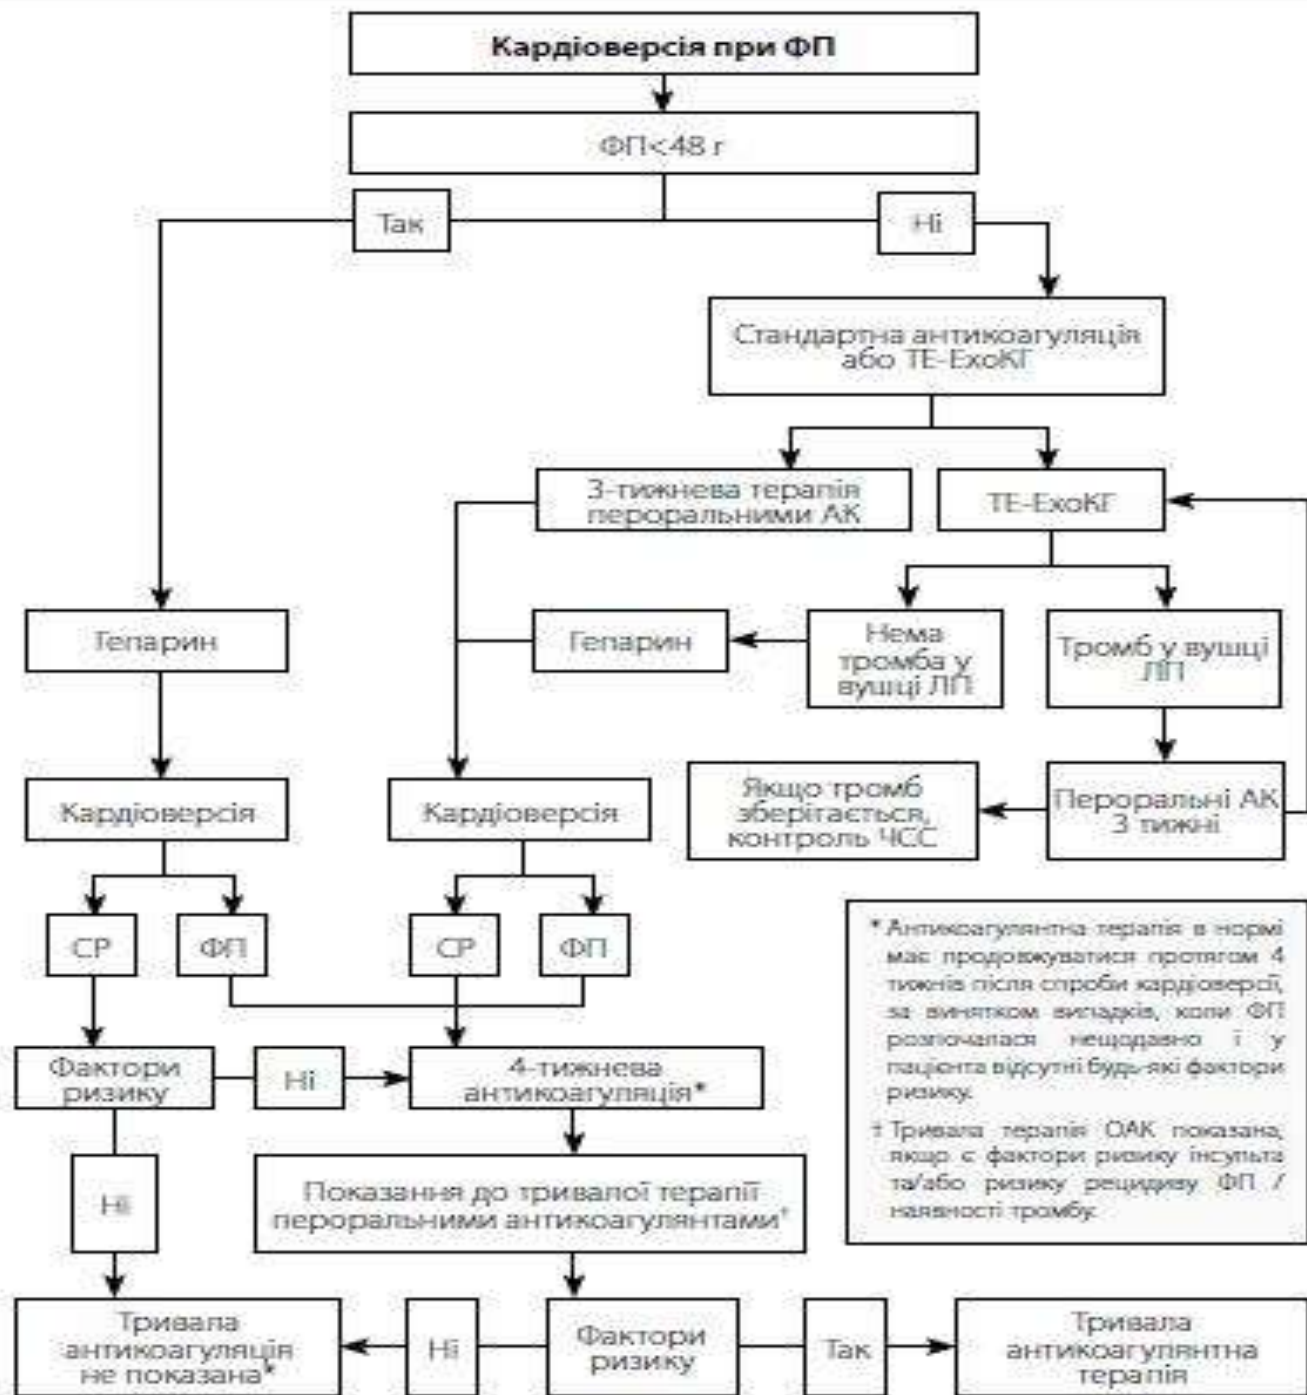 Кардіоверсія при ФП
ФП<48 г
Так
Ні
Стандартна антикоагуляція
або ТЕ-ЕхоКГ
3-тижнева терапія
пероральними АК
ТЕ-ЕхоКГ
Гепарин
Гепарин
Нема
тромба у
вушці ЛП
Тромб у вушці
ЛП
Кардіоверсія
Кардіоверсія
Якщо тромб
зберігається,
контроль ЧСС
Пероральні АК
3 тижні
СР
ФП
СР
ФП
* Антикоагулянтна терапія в нормі
має продовжуватися протягом 4
тижнів після спроби кардіоверсії,
за винятком випадків, коли ФП
розпочалася нещодавно і у
пацієнта відсутні будь-які фактори
ризику.
† Тривала терапія ОАК показана,
якщо є фактори ризику інсульта
та/або ризику рецидиву ФП /
наявності тромбу.
Фактори
ризику
Ні
4-тижнева
антикоагуляція*
Ні
Показання до тривалої терапії
пероральними антикоагулянтами†
Тривала
антикоагуляція
не показана*
Ні
Фактори
ризику
Так
Тривала
антикоагулянтна
терапія